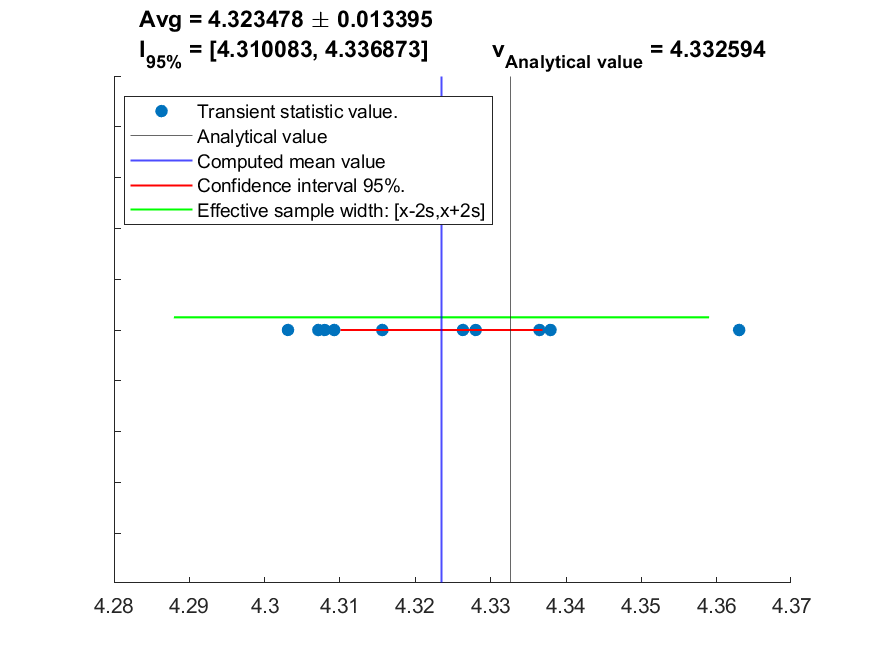 Avg = 4.323478 ± 0.013395
I95% = [4.310083, 4.336873]
vAnalytical value = 4.332594
Transient statistic value.
Analytical value
Computed mean value
Confidence interval 95%.
Effective sample width: [x-2s,x+2s]
4.28 4.29 4.3 4.31 4.32 4.33 4.34 4.35 4.36 4.37